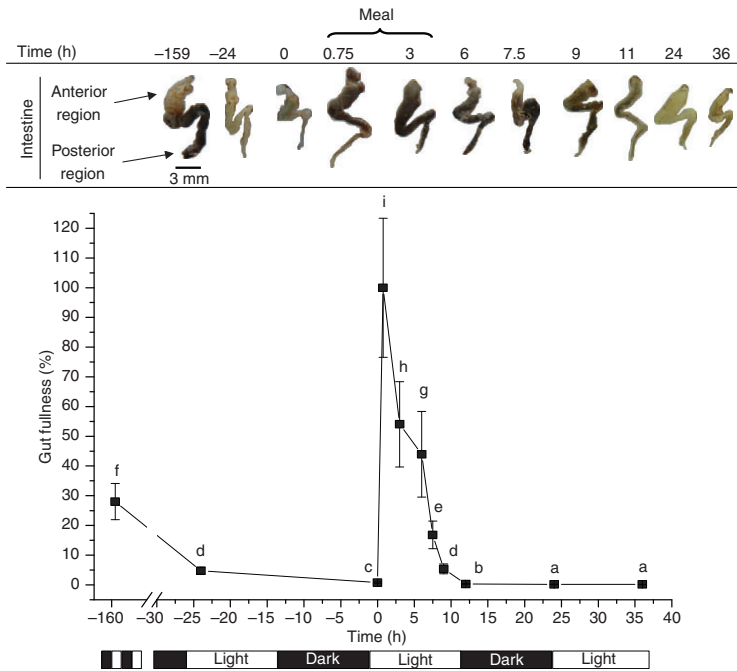 Meal
Time (h) –159 –24 0 0.75 3 6 7.5 9 11 24 36
Intestine
Anterior
region
Posterior
region
3 mm
Gut fullness (%)
120
110
100
90
80
70
60
50
40
30
20
10
0
i
h
g
f
e
d
d
c
b
a
a
–160 –30 –25 –20 –15 –10 –5 0 5 10 15 20 25 30 35 40
Time (h)
Light Dark Light Dark Light